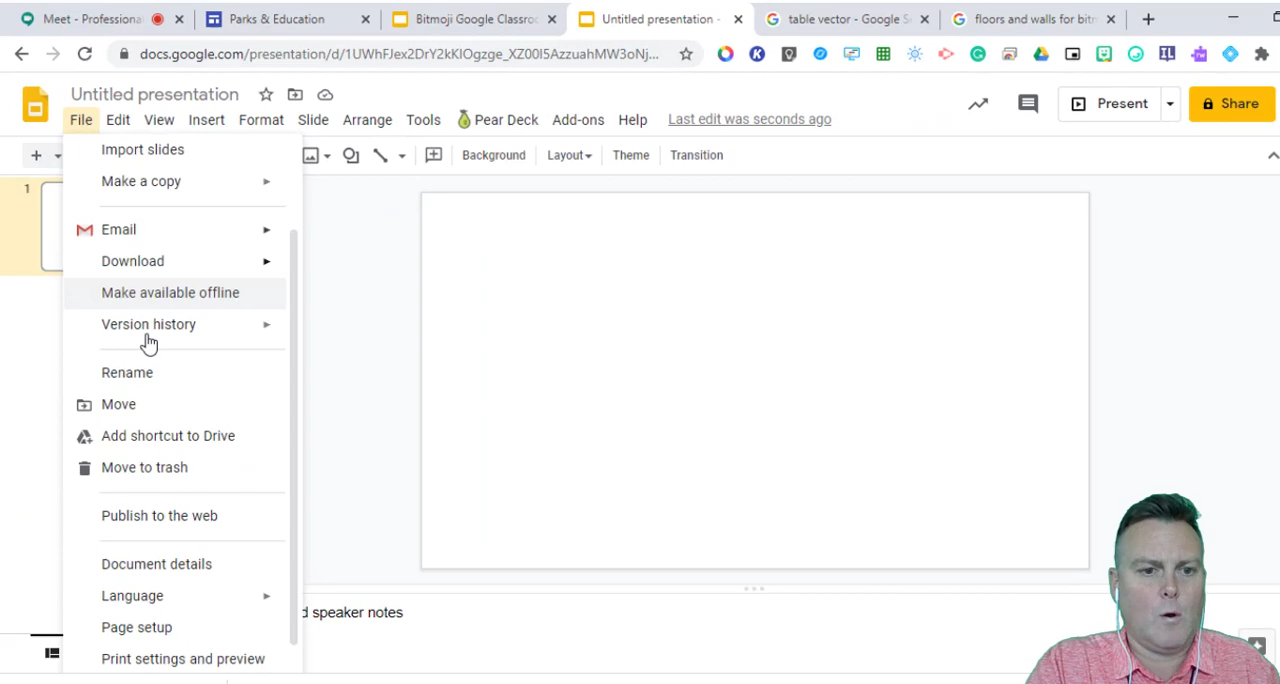 Meet - Professiona
Parks & Education
Bitmoji Google Classroo
Untitled presentation -
table vector - Google S
floors and walls for bitm
docs.google.com/presentation/d/1UWhFJex2DrY2kKIOgzge_XZ00I5AzzuahMW3oNj...
Untitled presentation
File Edit View Insert Format Slide Arrange Tools Pear Deck Add-ons Help Last edit was seconds ago
Present
Share
Background Layout Theme Transition
1
Import slides
Make a copy
Email
Download
Make available offline
Version history
Rename
Move
Add shortcut to Drive
Move to trash
Publish to the web
Document details
Language
Page setup
Print settings and preview
d speaker notes